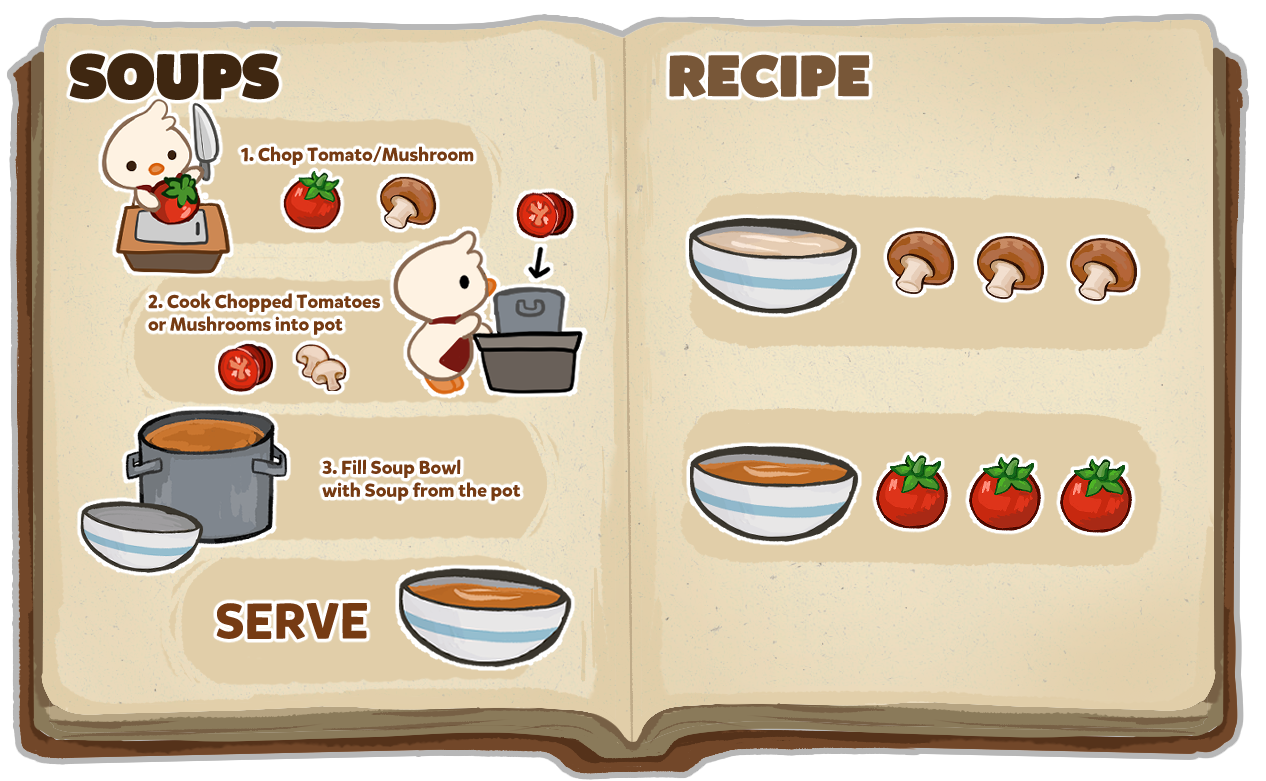 SOUPS
1. Chop Tomato/Mushroom
2. Cook Chopped Tomatoes
or Mushrooms into pot
3. Fill Soup Bowl
with Soup from the pot
SERVE
RECIPE